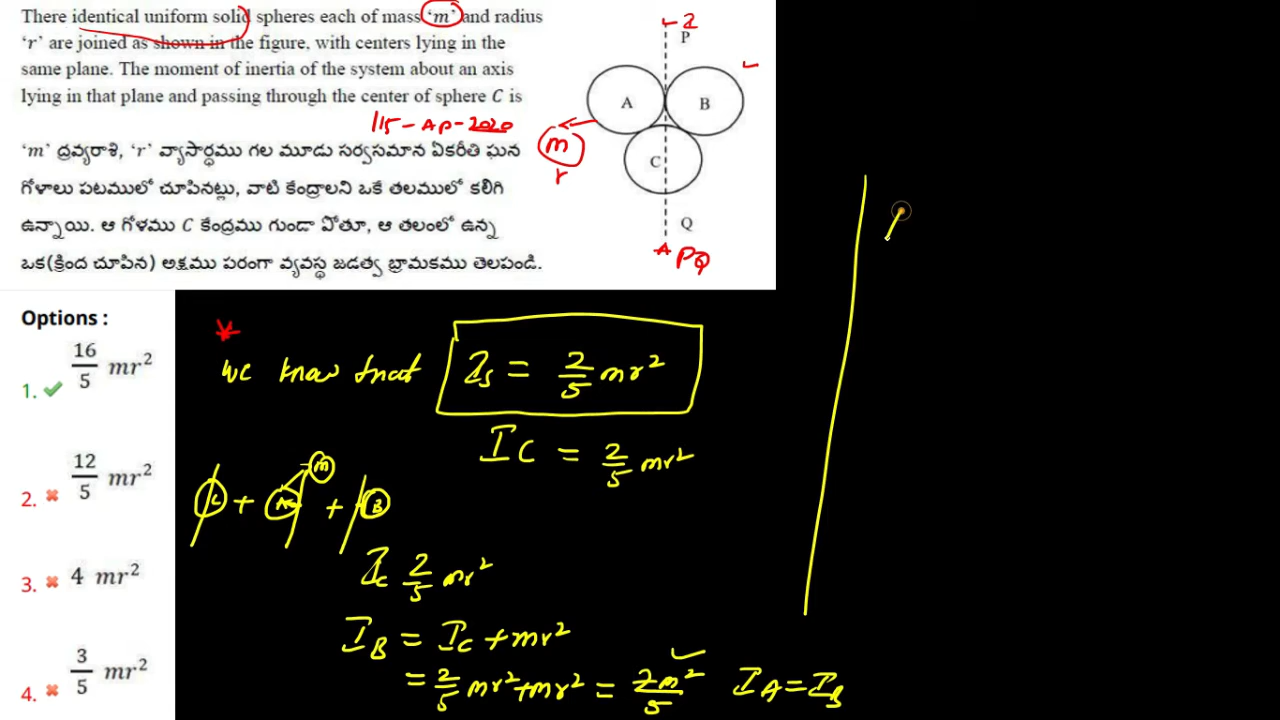 There identical uniform solid spheres each of mass 'm' and radius
'r' are joined as shown in the figure, with centers lying in the
same plane. The moment of inertia of the system about an axis
lying in that plane and passing through the center of sphere C is
115-AP-2020
'm' ద్రవ్యరాశి, 'r' వ్యాసార్ధము గల మూడు సర్వసమాన ఏకరీతి ఘన
గోళాలు పటములో చూపినట్లు, వాటి కేంద్రాలని ఒకే తలములో కలిగి
ఉన్నాయి. ఆ గోళము C కేంద్రము గుండా పోతూ, ఆ తలంలో ఉన్న
ఒక(క్రింద చూపిన) అక్షము పరంగా వ్యవస్థ జడత్వ భ్రామకము తెలపండి.
P
A B
C
Q
m
r
PQ
Options :
1. 16/5 mr²
2. 12/5 mr²
3. 4 mr²
4. 3/5 mr²
we know that Is = 2/5 mr²
IC = 2/5 mr²
C + A + B
m
Ic 2/5 mr²
IB = Ic + mr²
= 2/5 mr² + mr² = 7m²/5 IA = IB